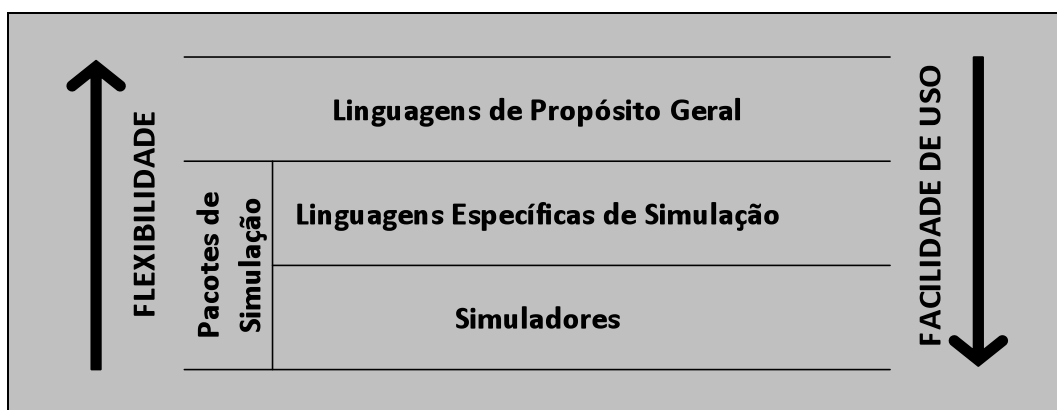 FLEXIBILIDADE
Linguagens de Propósito Geral
Pacotes de
Simulação
Linguagens Específicas de Simulação
Simuladores
FACILIDADE DE USO